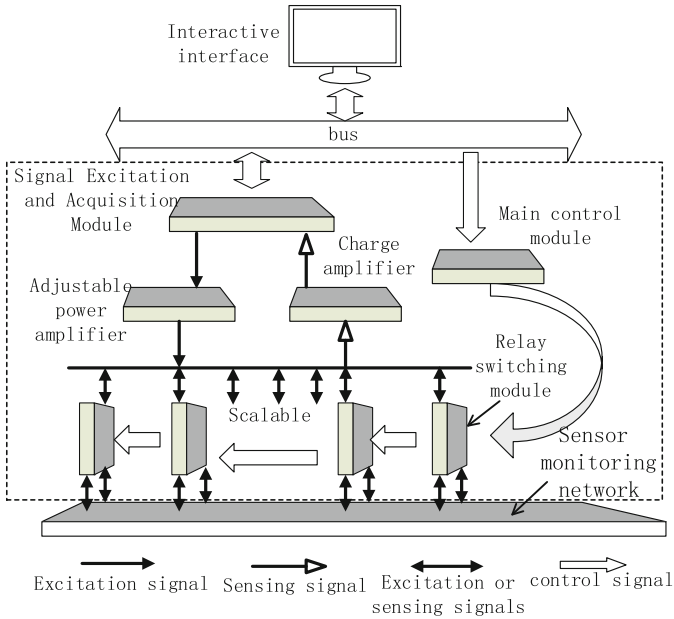 Interactive
interface
bus
Signal Excitation
and Acquisition
Module
Main control
module
Charge
amplifier
Adjustable
power
amplifier
Relay
switching
module
Scalable
Sensor
monitoring
network
Excitation signal
Sensing signal
Excitation or
sensing signals
control signal